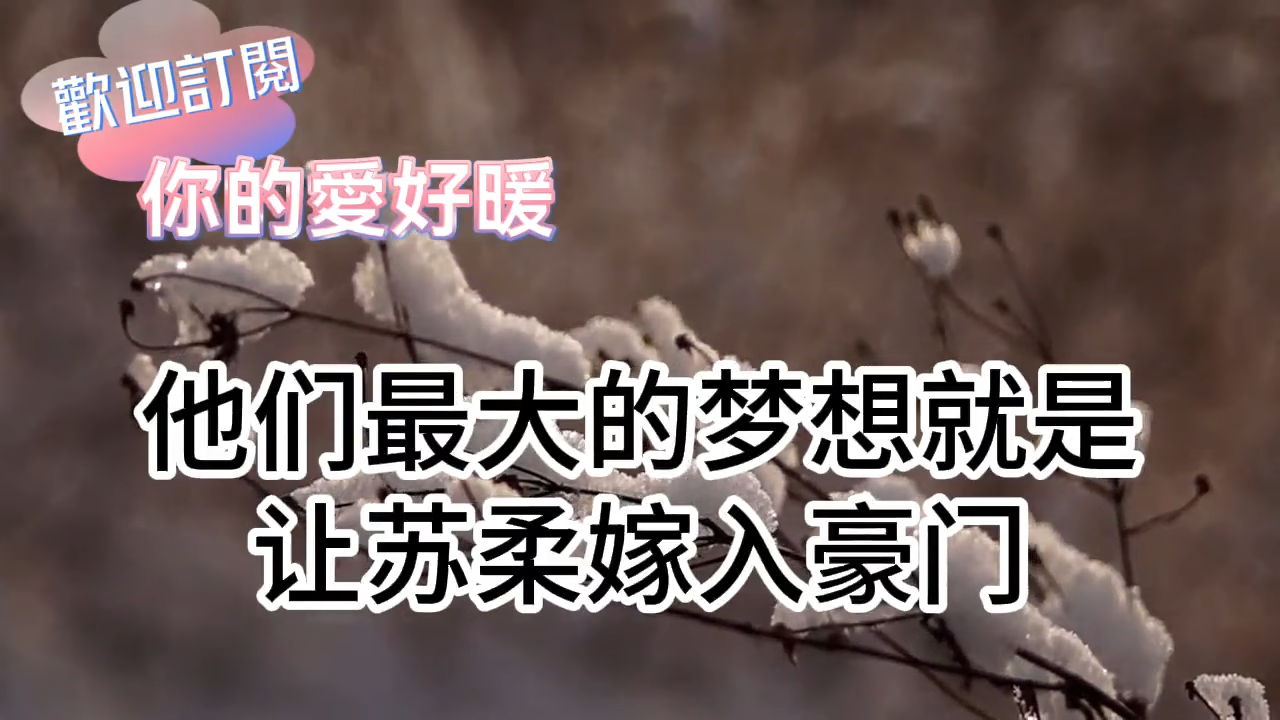 歡迎訂閱
你的愛好暖
他们最大的梦想就是
让苏柔嫁入豪门